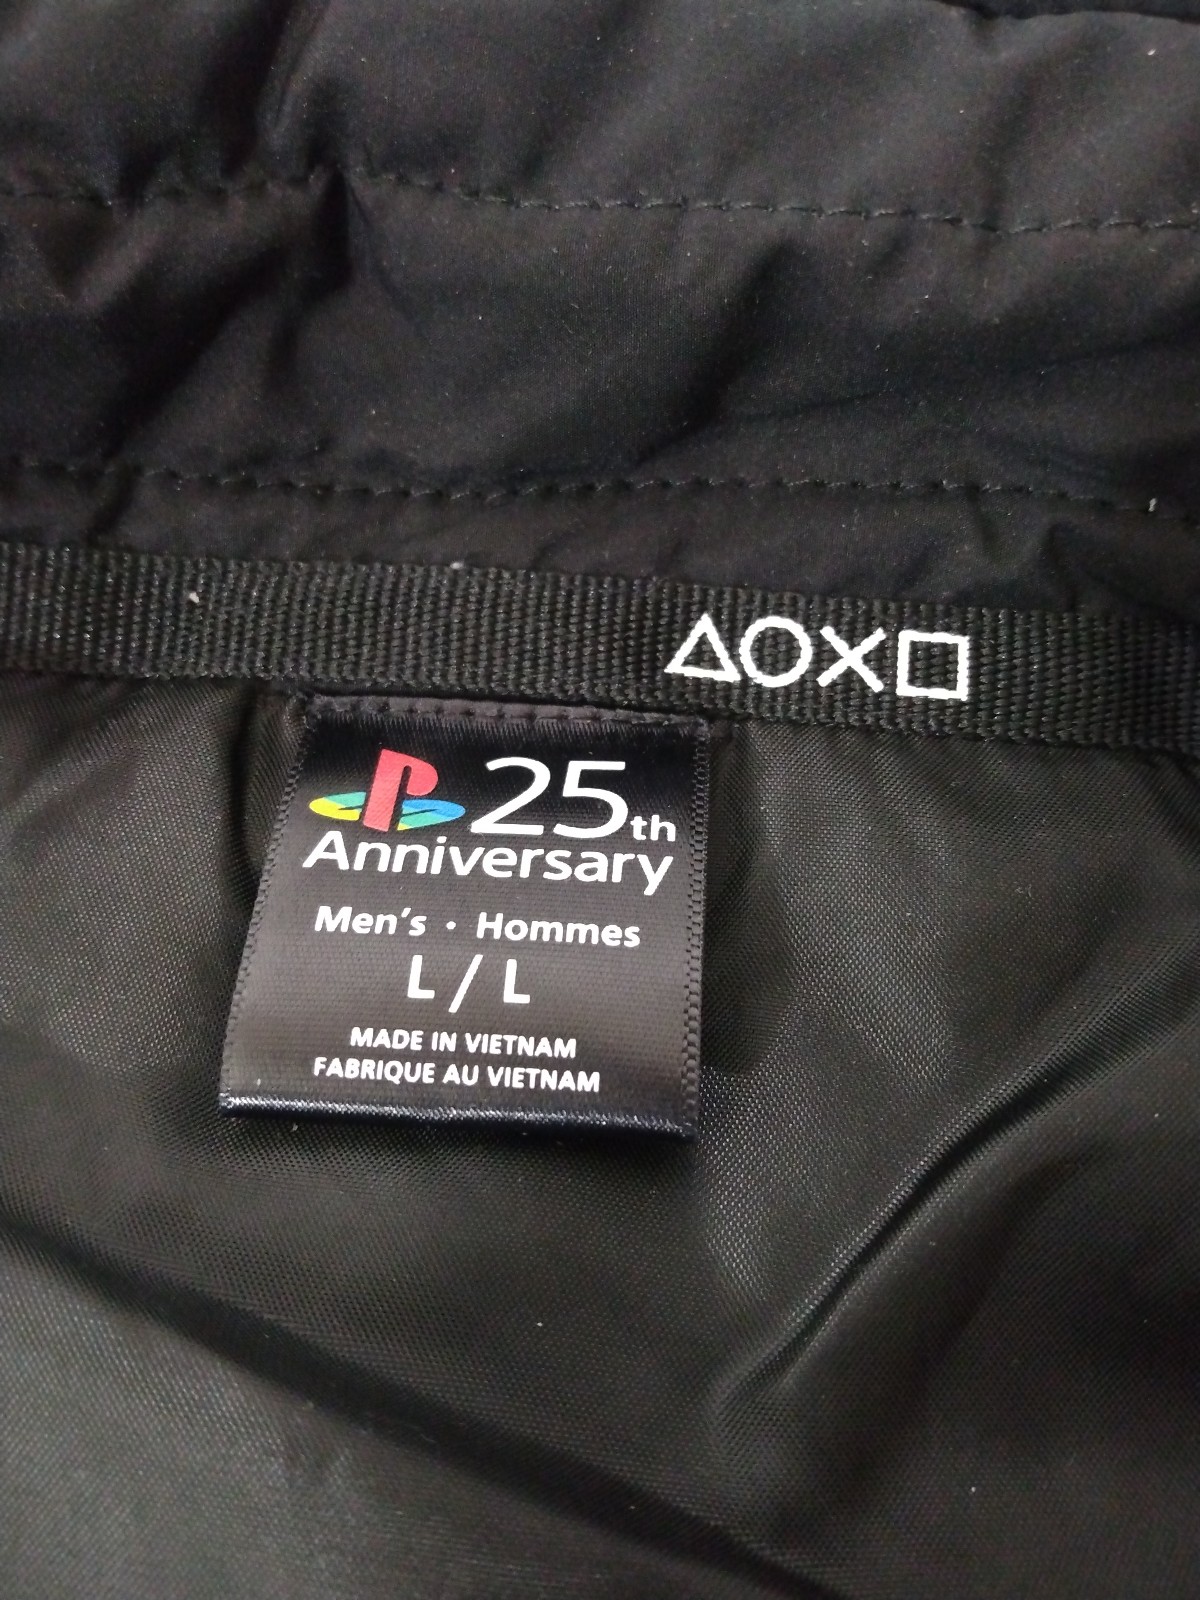 △○×□
25th
Anniversary
Men's · Hommes
L / L
MADE IN VIETNAM
FABRIQUE AU VIETNAM